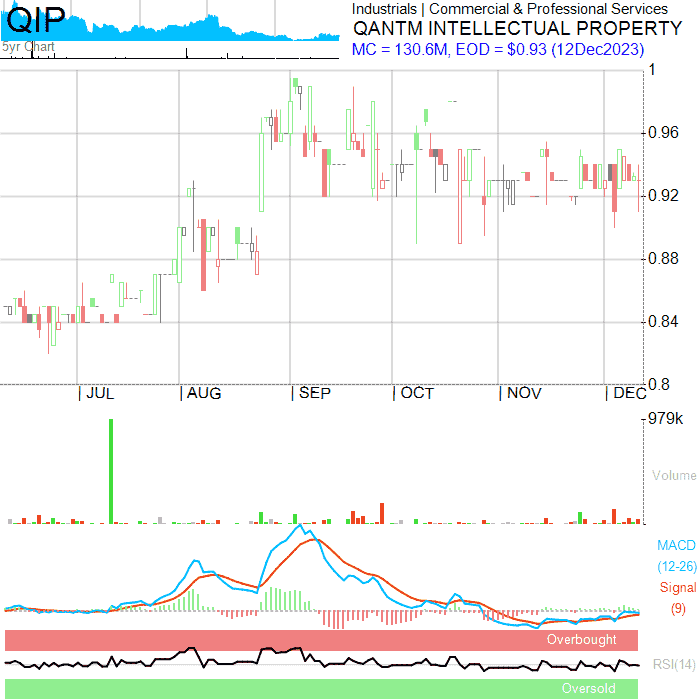 QIP
5yr Chart
Industrials | Commercial & Professional Services
QANTM INTELLECTUAL PROPERTY
MC = 130.6M, EOD = $0.93 (12Dec2023)
1
0.96
0.92
0.88
0.84
0.8
| JUL | AUG | SEP | OCT | NOV | DEC
979k
Volume
MACD
(12-26)
Signal
(9)
Overbought
RSI(14)
Oversold